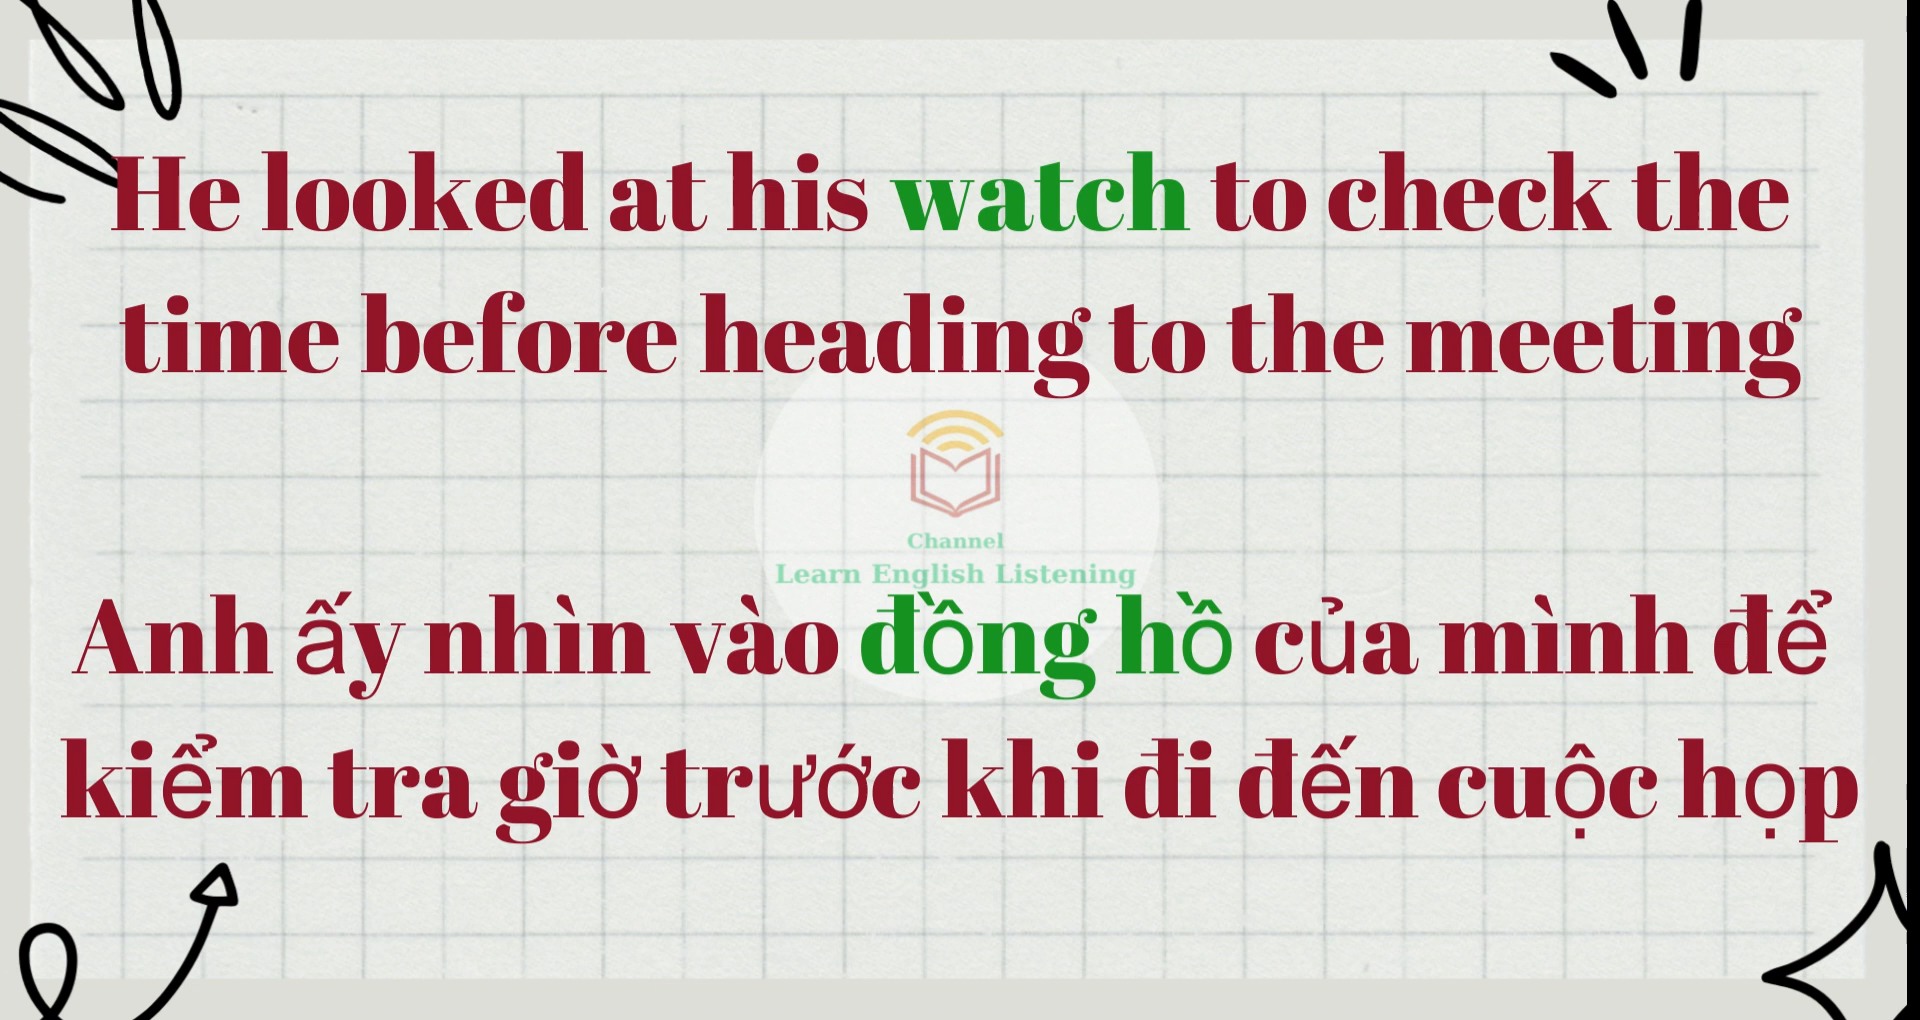 He looked at his watch to check the
time before heading to the meeting
Channel
Learn English Listening
Anh ấy nhìn vào đồng hồ của mình để
kiểm tra giờ trước khi đi đến cuộc họp